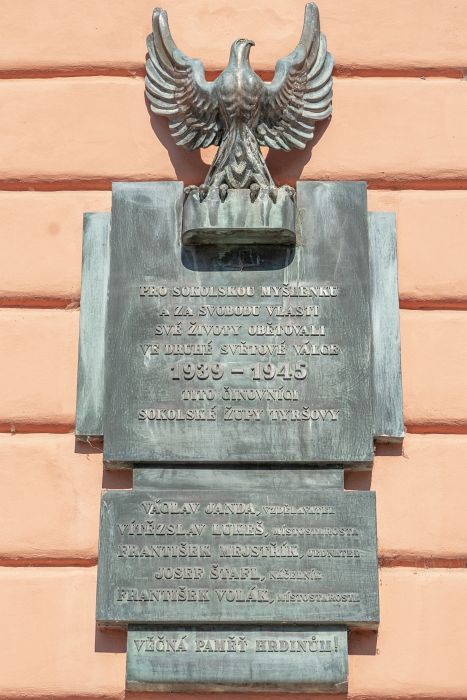 PRO SOKOLSKOU MYŠLENKU
A ZA SVOBODU VLASTI
SVÉ ŽIVOTY OBĚTOVALI
VE DRUHÉ SVĚTOVÉ VÁLCE
1939 – 1945
TITO ČINOVNÍCI
SOKOLSKÉ ŽUPY TYRŠOVY
VÁCLAV JANDA, VZDĚLAVATEL
VÍTĚZSLAV LUKEŠ, MÍSTOSTAROSTA
FRANTIŠEK MEJSTŘÍK, JEDNATEL
JOSEF ŠTAFL, NÁČELNÍK
FRANTIŠEK VOLÁK, MÍSTOSTAROSTA
VĚČNÁ PAMĚŤ HRDINŮM!